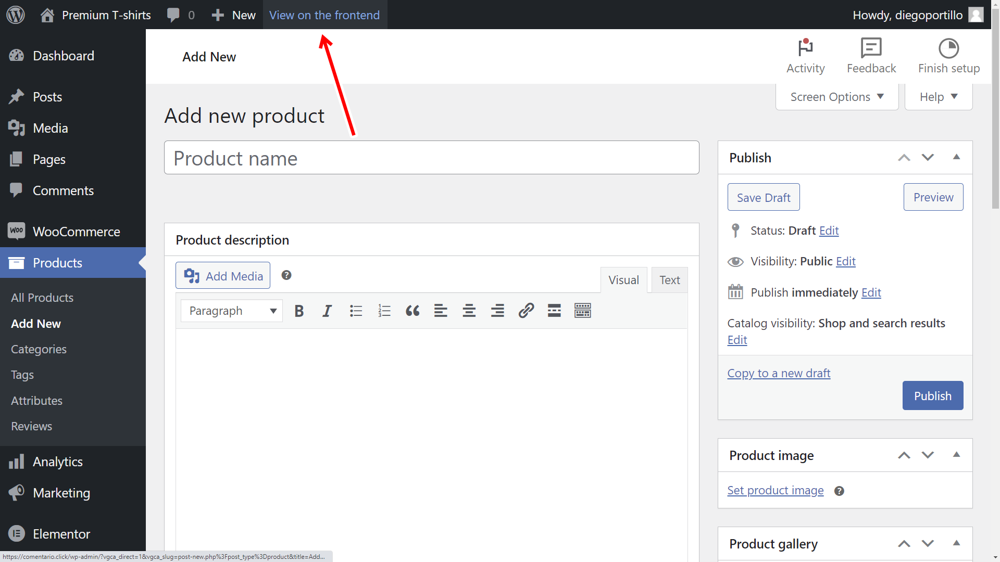 Premium T-shirts
0
New
View on the frontend
Howdy, diegoportillo
Dashboard
Posts
Media
Pages
Comments
WOO
WooCommerce
Products
All Products
Add New
Categories
Tags
Attributes
Reviews
Analytics
Marketing
Elementor
Add New
Activity
Feedback
Finish setup
Screen Options
Help
Add new product
Product name
Product description
Add Media
?
Visual
Text
Paragraph
B
I
Publish
Save Draft
Preview
Status: Draft Edit
Visibility: Public Edit
Publish immediately Edit
Catalog visibility: Shop and search results
Edit
Copy to a new draft
Publish
Product image
Set product image
?
Product gallery
https://comentario.click/wp-admin/?vgca_direct=1&vgca_slug=post-new.php%3Fpost_type%3Dproduct&title=Add...